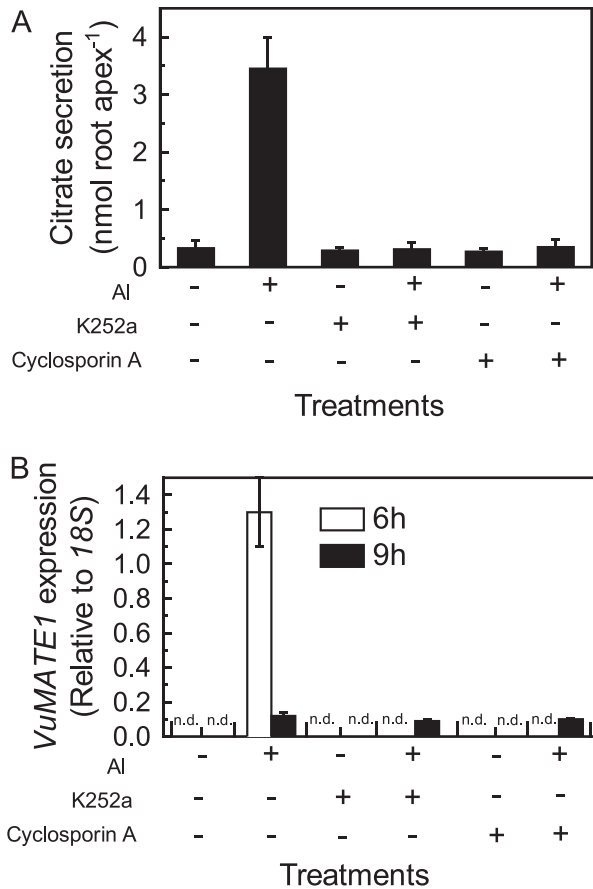 A
Citrate secretion
(nmol root apex⁻¹)
4
3
2
1
0
Al - + - + - +
K252a - - + + - -
Cyclosporin A - - - - + +
Treatments
B
VuMATE1 expression
(Relative to 18S)
1.4
1.2
1.0
0.8
0.6
0.4
0.2
0.0
6h
9h
n.d. n.d. n.d. n.d. n.d. n.d. n.d. n.d.
Al - + - + - +
K252a - - + + - -
Cyclosporin A - - - - + +
Treatments